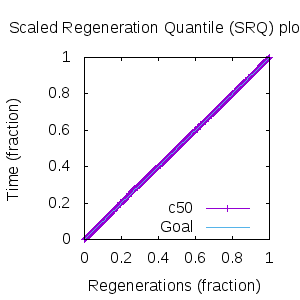 Scaled Regeneration Quantile (SRQ) plo
1
0.8
0.6
0.4
0.2
0
Time (fraction)
c50
Goal
0 0.2 0.4 0.6 0.8 1
Regenerations (fraction)